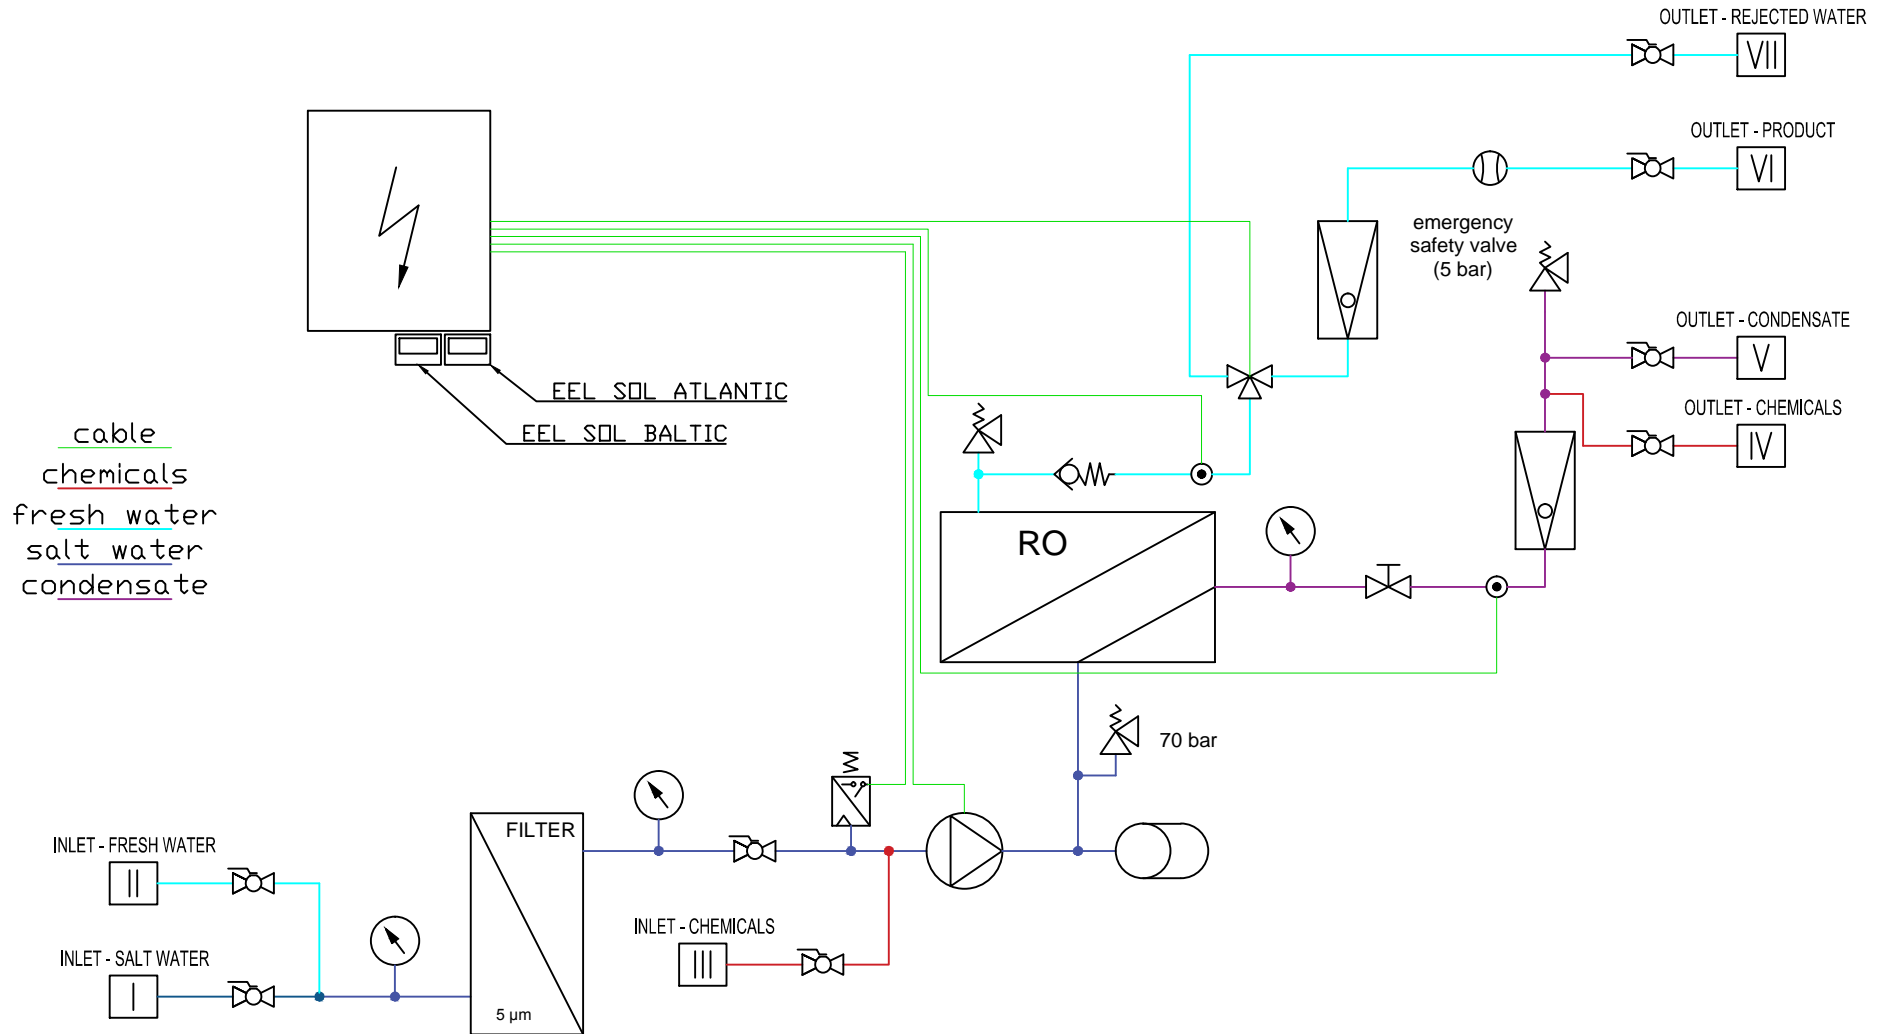 OUTLET - REJECTED WATER
VII
OUTLET - PRODUCT
VI
emergency
safety valve
(5 bar)
OUTLET - CONDENSATE
V
OUTLET - CHEMICALS
IV
EEL SOL ATLANTIC
EEL SOL BALTIC
cable
chemicals
fresh water
salt water
condensate
RO
70 bar
FILTER
5 µm
INLET - FRESH WATER
II
INLET - SALT WATER
I
INLET - CHEMICALS
III